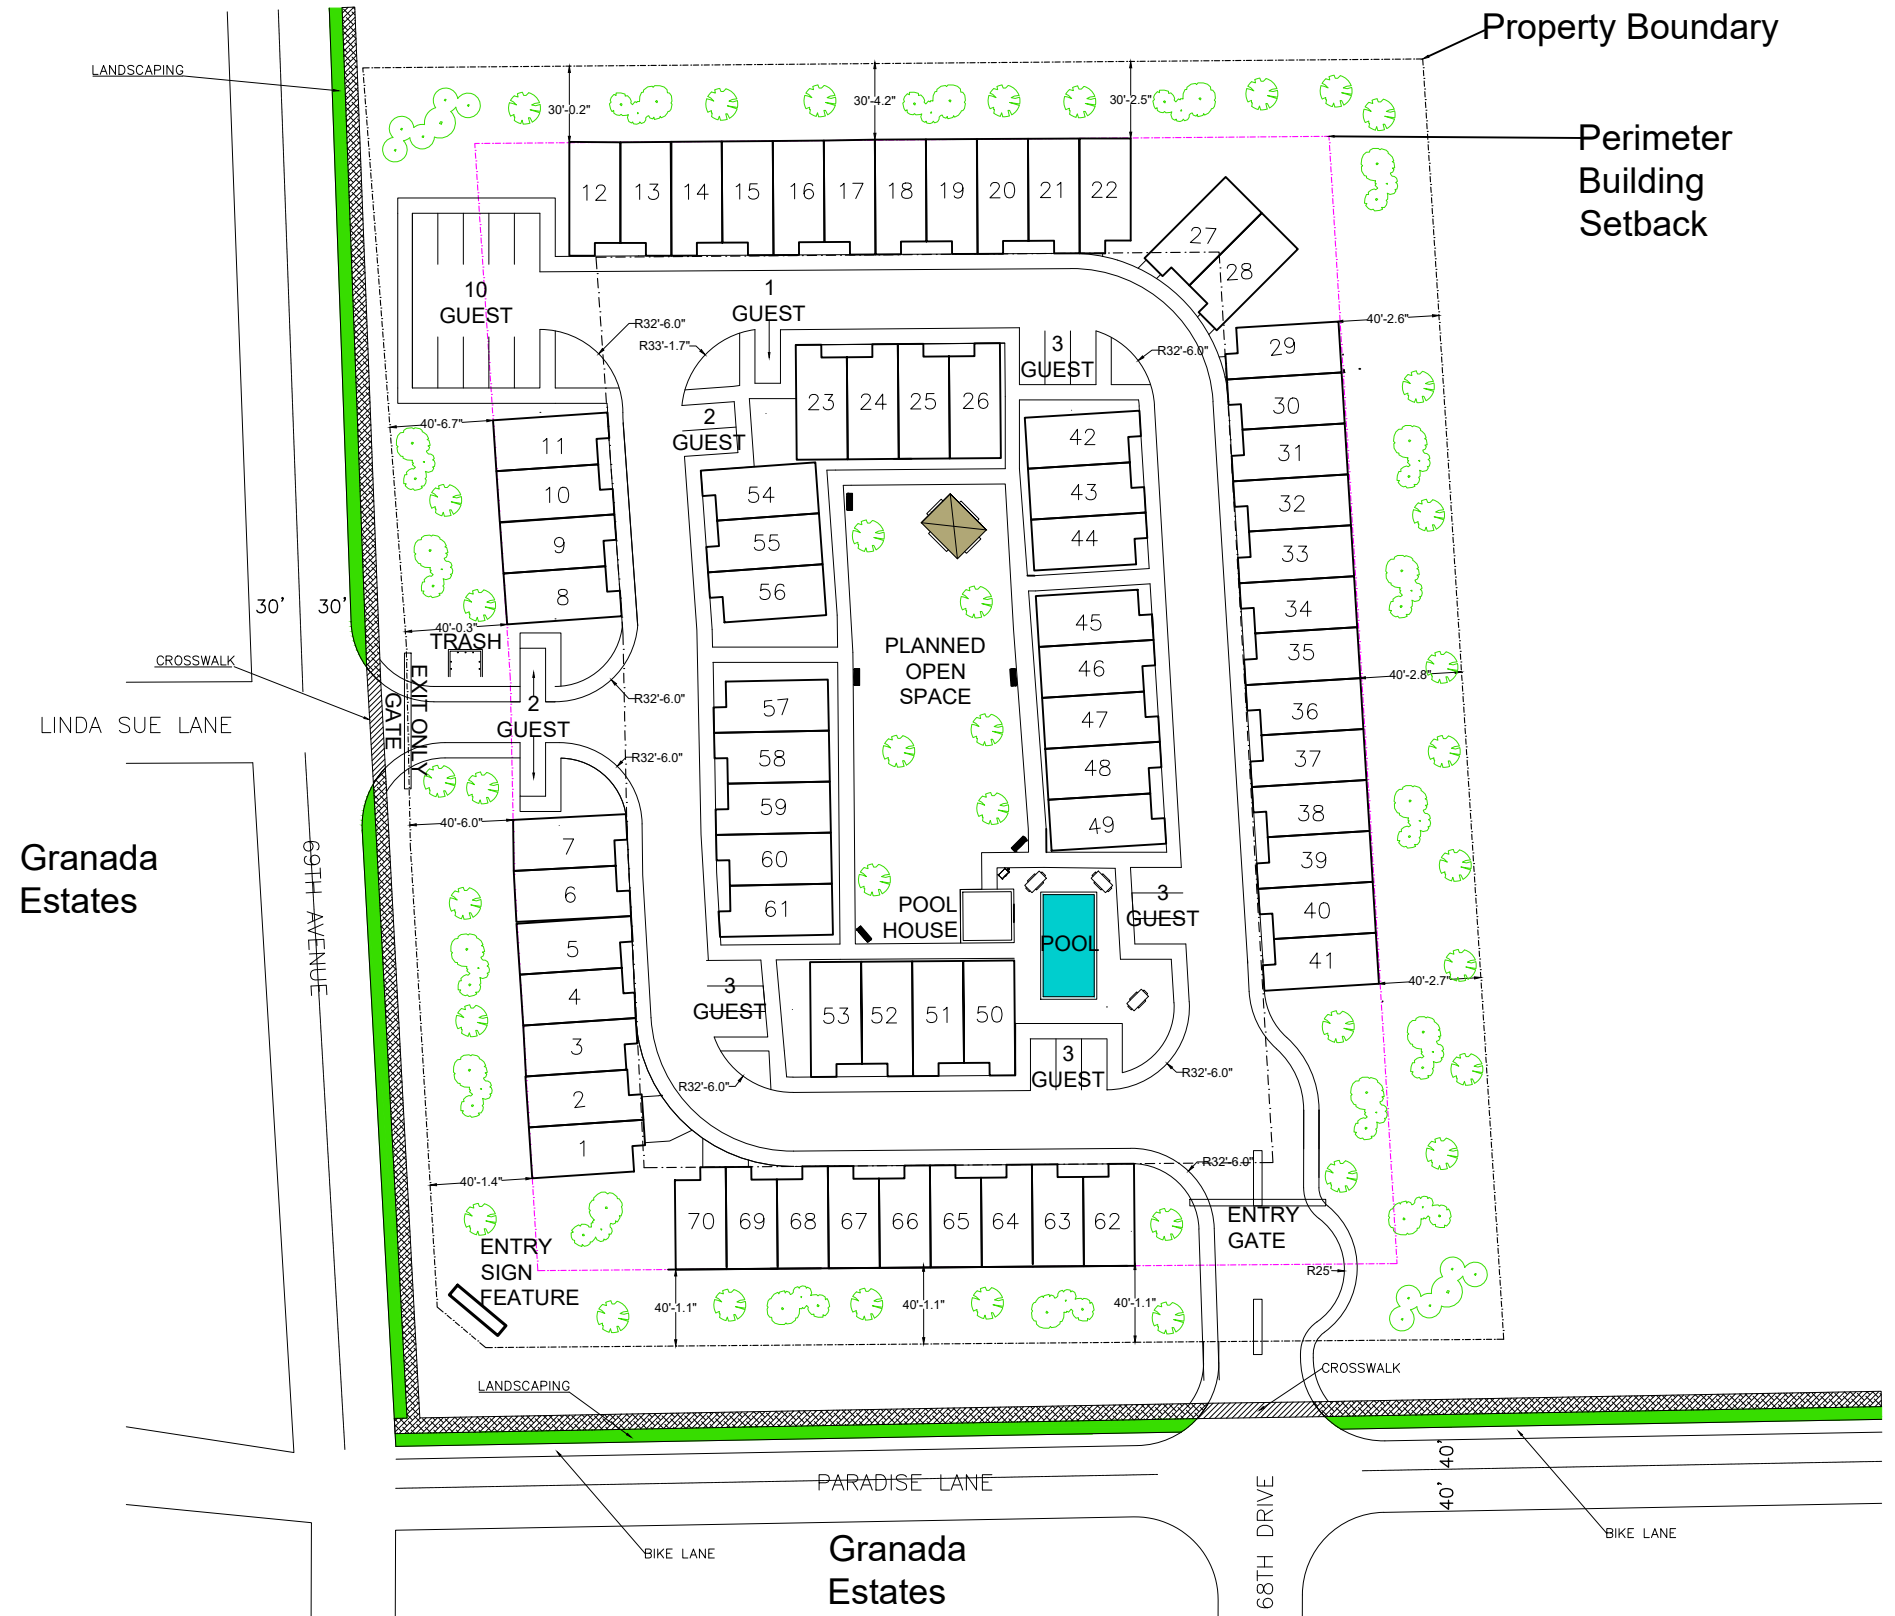 Property Boundary
LANDSCAPING
30'-0.2"
30'-4.2"
30'-2.5"
Perimeter
Building
Setback
12
13
14
15
16
17
18
19
20
21
22
27
28
10
GUEST
1
GUEST
R32'-6.0"
R33'-1.7"
3
GUEST
R32'-6.0"
40'-2.6"
29
30
31
32
33
34
35
36
37
38
39
40
41
23
24
25
26
2
GUEST
40'-6.7"
11
10
9
8
42
43
44
54
55
56
45
46
47
48
49
57
58
59
60
61
PLANNED
OPEN
SPACE
30'
30'
40'-0.3"
TRASH
CROSSWALK
EXIT ONLY
GATE
2
GUEST
R32'-6.0"
R32'-6.0"
40'-2.8"
LINDA SUE LANE
40'-6.0"
Granada
Estates
69TH AVENUE
7
6
5
4
3
2
1
POOL
HOUSE
POOL
3
GUEST
40'-2.7"
3
GUEST
53
52
51
50
3
GUEST
R32'-6.0"
R32'-6.0"
40'-1.4"
R32'-6.0"
70
69
68
67
66
65
64
63
62
ENTRY
GATE
ENTRY
SIGN
FEATURE
R25'
40'-1.1"
40'-1.1"
40'-1.1"
LANDSCAPING
CROSSWALK
PARADISE LANE
40'
40'
68TH DRIVE
BIKE LANE
BIKE LANE
Granada
Estates